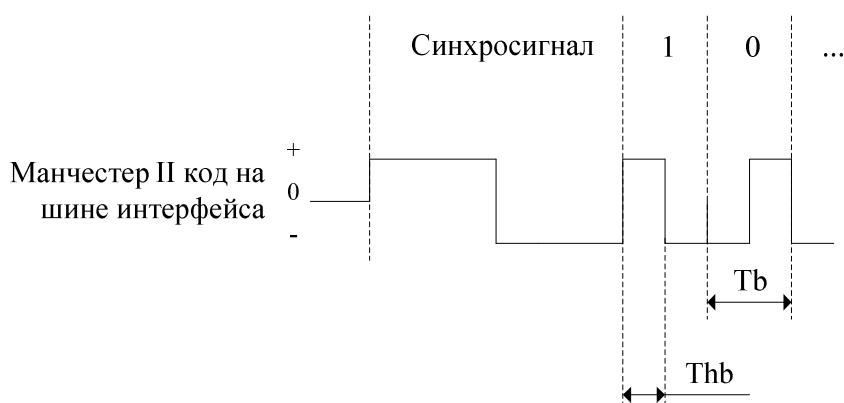 Синхросигнал 1 0 ...
+
Манчестер II код на
0
шине интерфейса
-
Tb
Thb